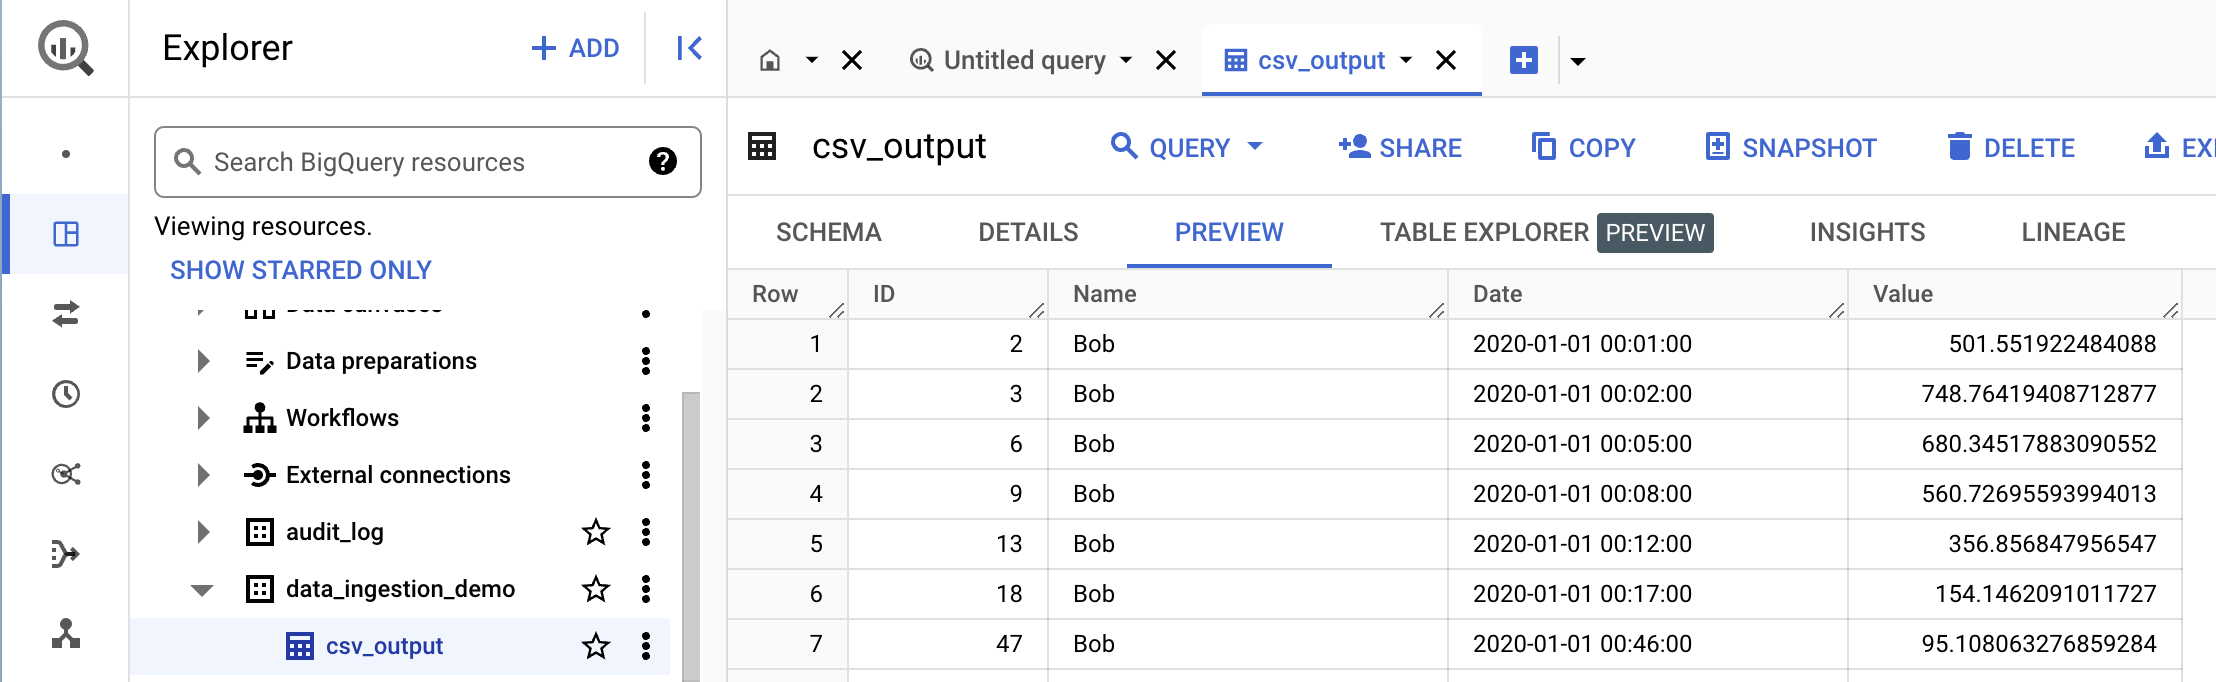 Explorer
ADD
Untitled query
csv_output
Search BigQuery resources
Viewing resources.
SHOW STARRED ONLY
Data preparations
Workflows
External connections
audit_log
data_ingestion_demo
csv_output
csv_output
QUERY
SHARE
COPY
SNAPSHOT
DELETE
SCHEMA DETAILS PREVIEW TABLE EXPLORER PREVIEW INSIGHTS LINEAGE
Row ID Name Date Value
1 2 Bob 2020-01-01 00:01:00 501.551922484088
2 3 Bob 2020-01-01 00:02:00 748.76419408712877
3 6 Bob 2020-01-01 00:05:00 680.34517883090552
4 9 Bob 2020-01-01 00:08:00 560.72695593994013
5 13 Bob 2020-01-01 00:12:00 356.856847956547
6 18 Bob 2020-01-01 00:17:00 154.1462091011727
7 47 Bob 2020-01-01 00:46:00 95.108063276859284